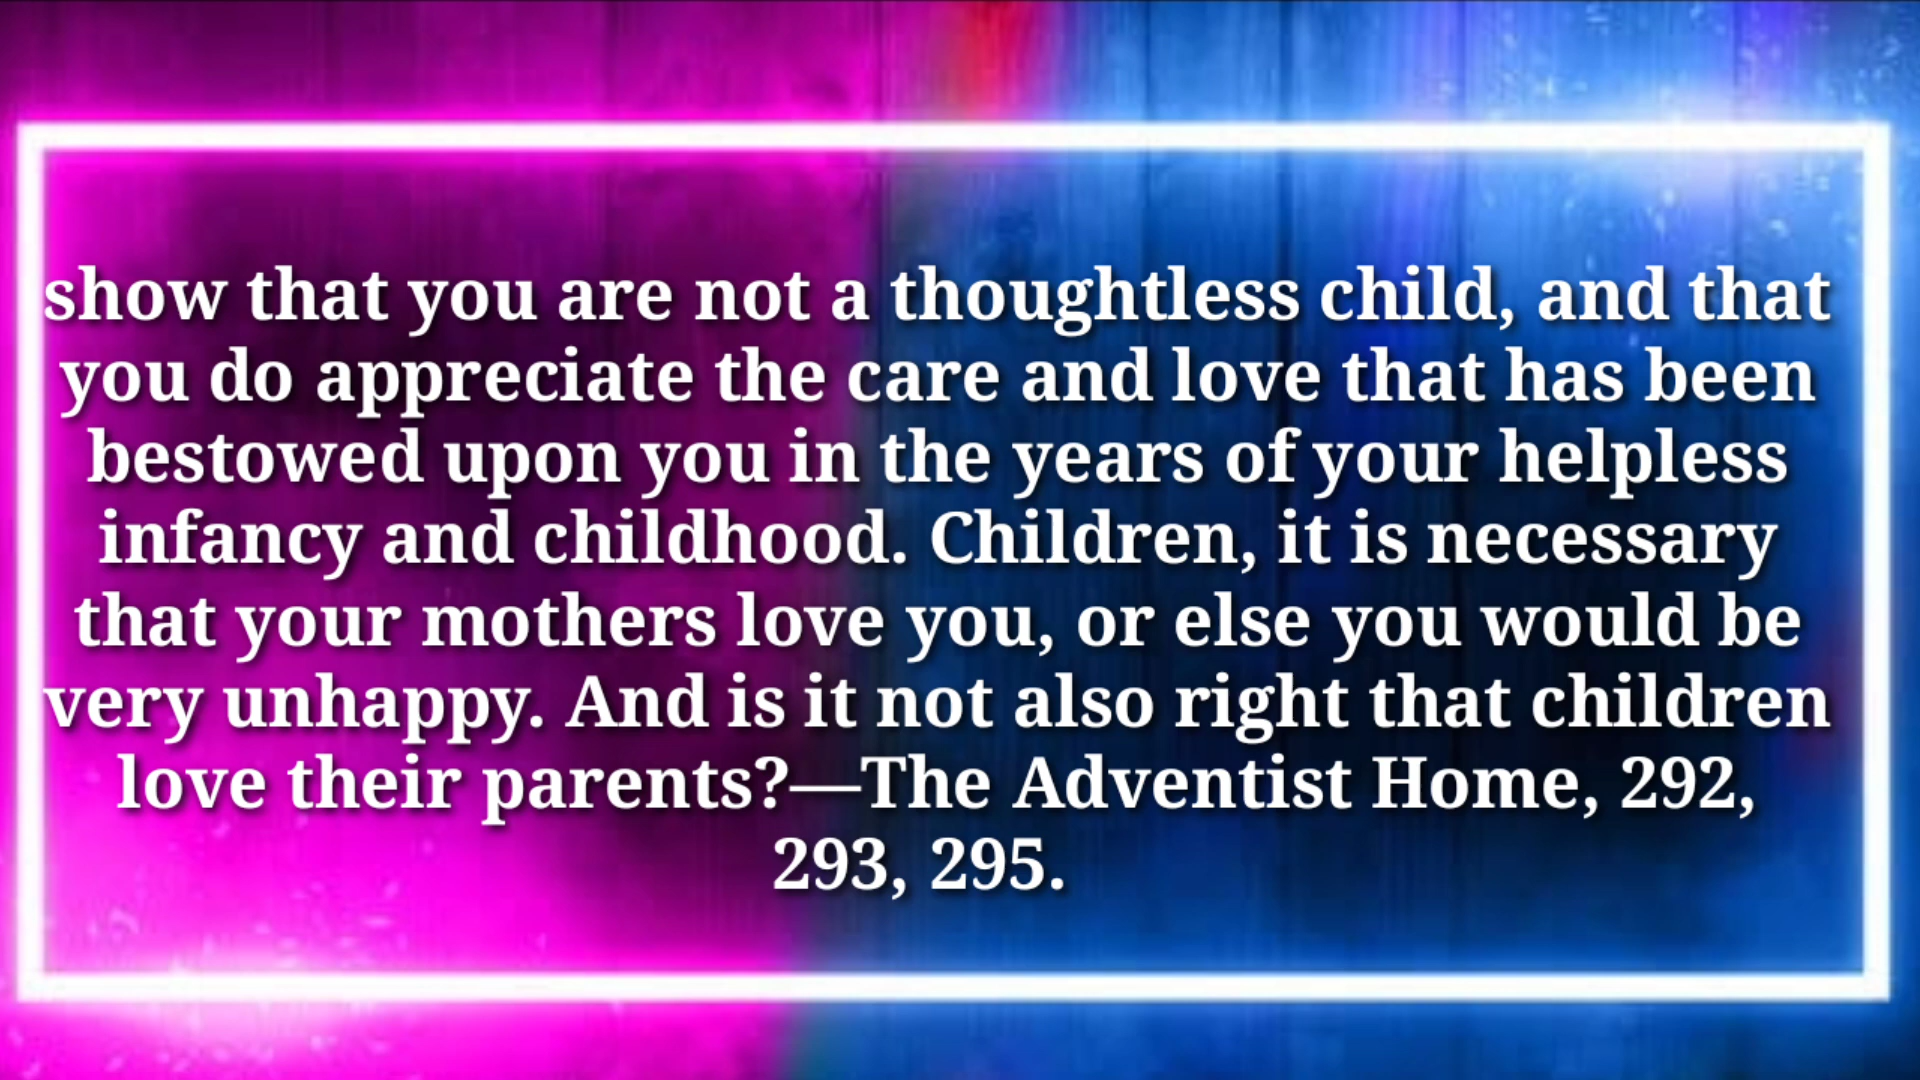 show that you are not a thoughtless child, and that
you do appreciate the care and love that has been
bestowed upon you in the years of your helpless
infancy and childhood. Children, it is necessary
that your mothers love you, or else you would be
very unhappy. And is it not also right that children
love their parents?—The Adventist Home, 292,
293, 295.